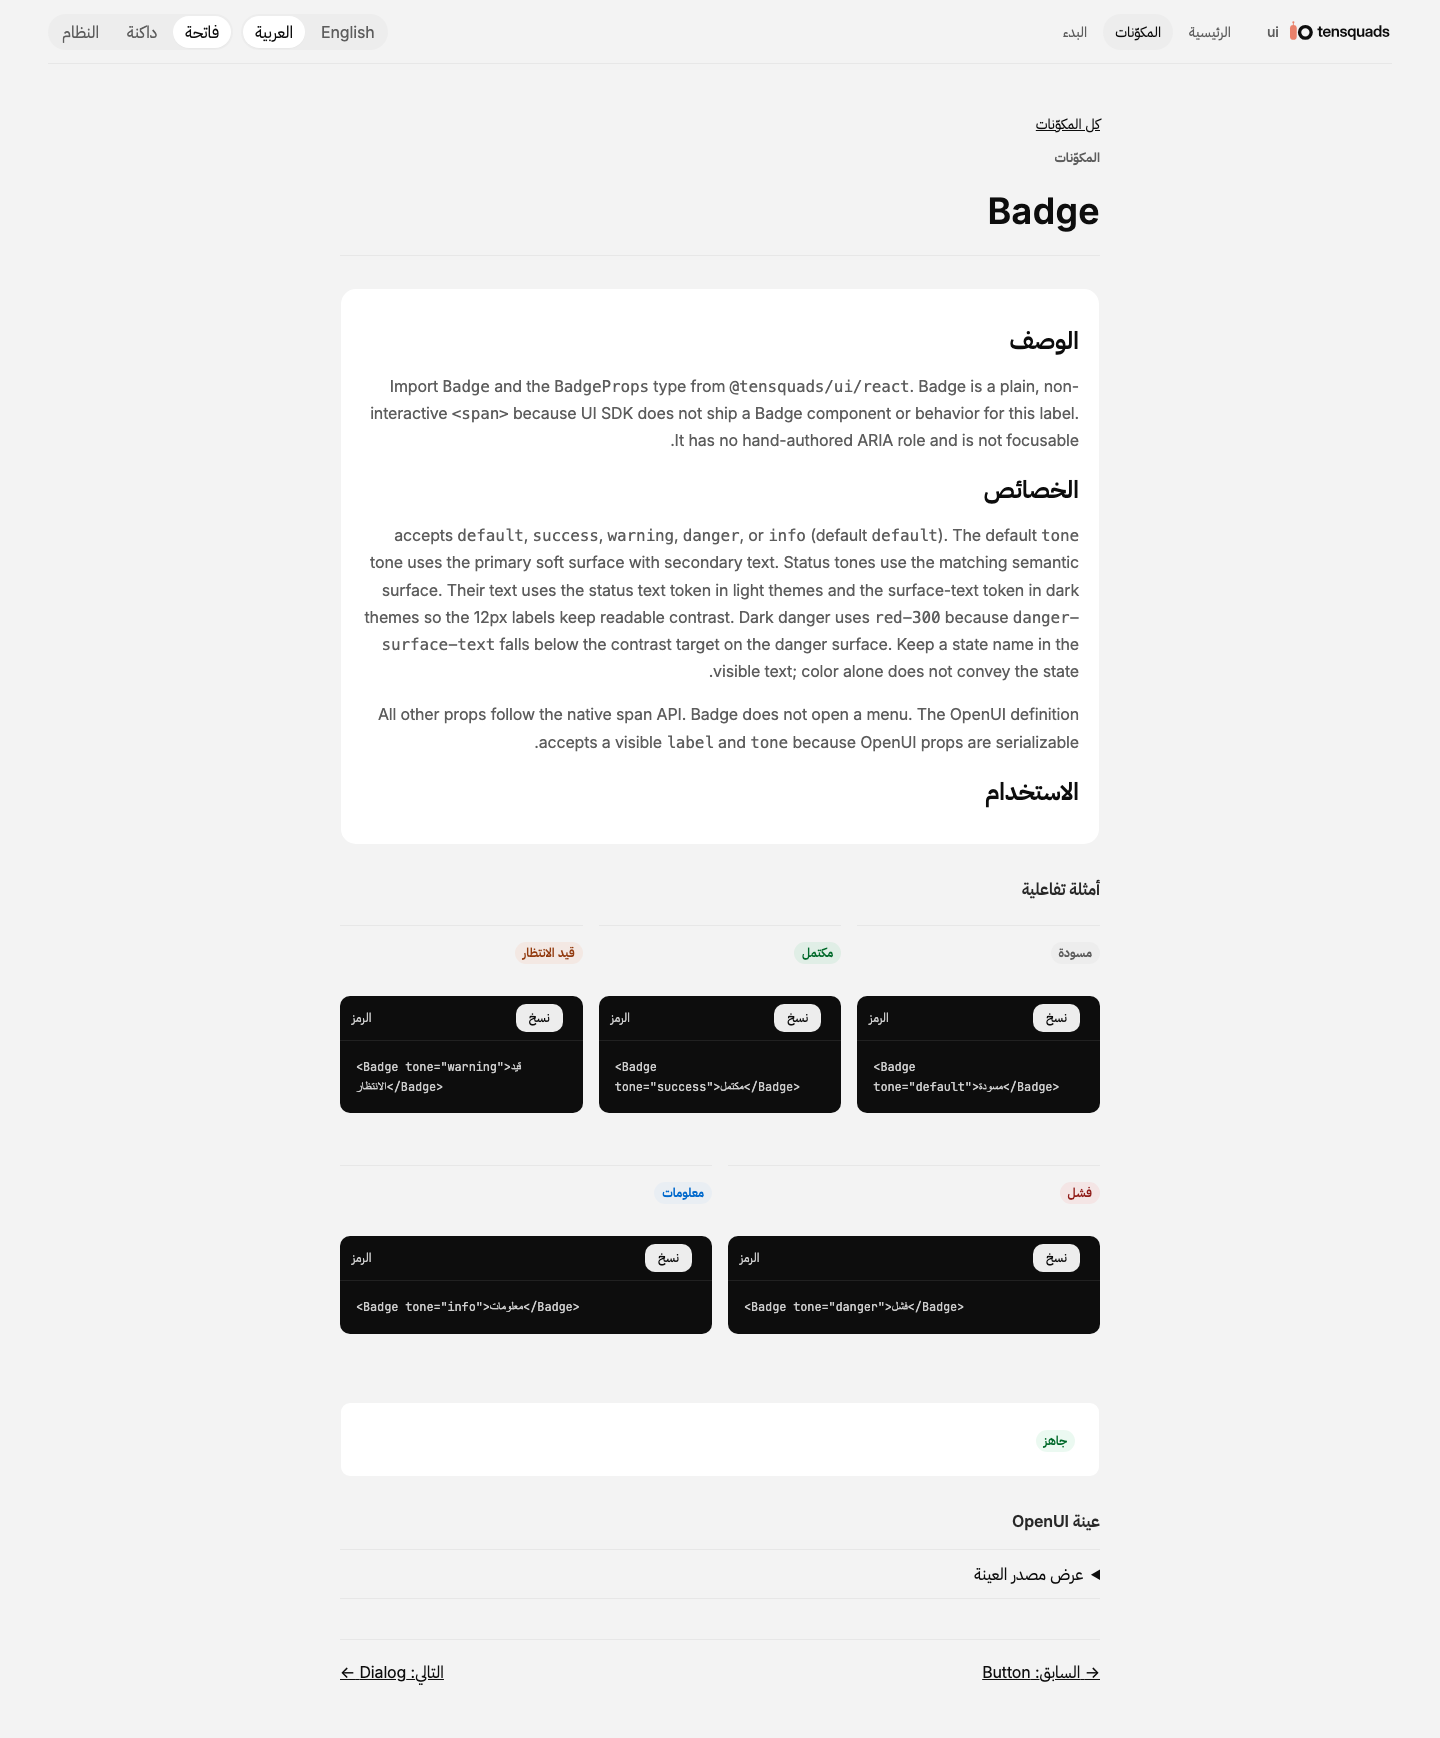 tensquads ui
الرئيسية
المكوّنات
البدء
English
العربية
فاتحة
داكنة
النظام
كل المكوّنات
المكوّنات
Badge
الوصف
Import Badge and the BadgeProps type from @tensquads/ui/react. Badge is a plain, non-
interactive <span> because UI SDK does not ship a Badge component or behavior for this label.
It has no hand-authored ARIA role and is not focusable.
الخصائص
tone accepts default, success, warning, danger, or info (default default). The default
tone uses the primary soft surface with secondary text. Status tones use the matching semantic
surface. Their text uses the status text token in light themes and the surface-text token in dark
themes so the 12px labels keep readable contrast. Dark danger uses red-300 because danger-
surface-text falls below the contrast target on the danger surface. Keep a state name in the
visible text; color alone does not convey the state.
All other props follow the native span API. Badge does not open a menu. The OpenUI definition
accepts a visible label and tone because OpenUI props are serializable.
الاستخدام
أمثلة تفاعلية
مسودة
نسخ
الرمز
<Badge
tone="default">مسودة</Badge>
مكتمل
نسخ
الرمز
<Badge
tone="success">مكتمل</Badge>
قيد الانتظار
نسخ
الرمز
<Badge tone="warning">قيد
الانتظار</Badge>
فشل
نسخ
الرمز
<Badge tone="danger">فشل</Badge>
معلومات
نسخ
الرمز
<Badge tone="info">معلومات</Badge>
جاهز
عينة OpenUI
عرض مصدر العينة
→ السابق: Button
التالي: Dialog ←